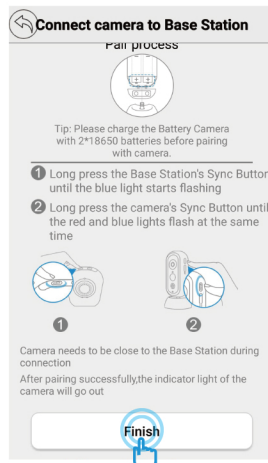 Connect camera to Base Station
Pair process
Tip: Please charge the Battery Camera
with 2*18650 batteries before pairing
with camera.
1 Long press the Base Station's Sync Button
until the blue light starts flashing
2 Long press the camera's Sync Button until
the red and blue lights flash at the same
time
1 2
Camera needs to be close to the Base Station during
connection
After pairing successfully,the indicator light of the
camera will go out
Finish